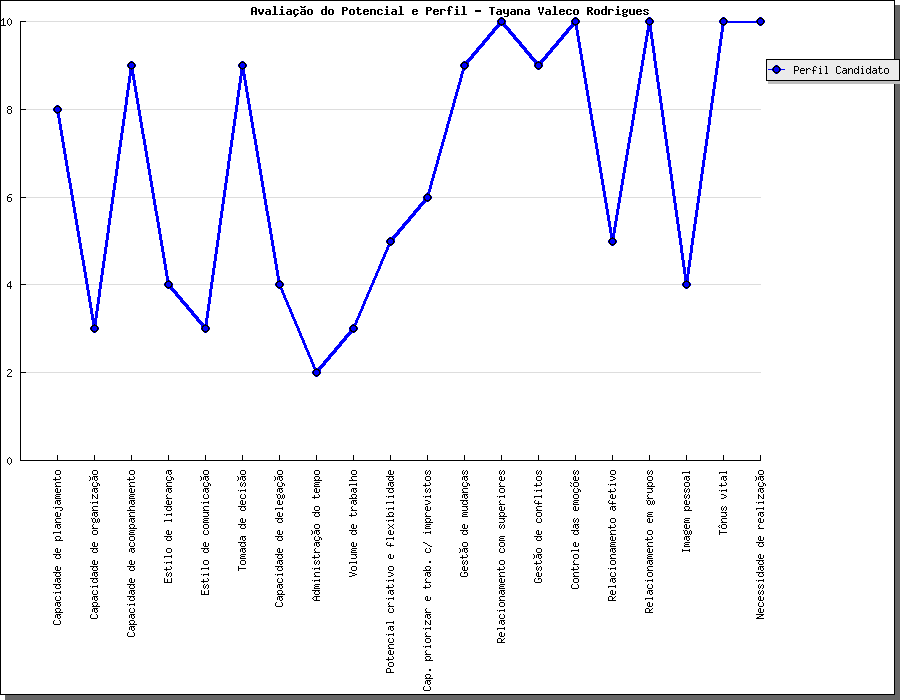 Avaliação do Potencial e Perfil - Tayana Valeco Rodrigues
10
8
6
4
2
0
Perfil Candidato
Capacidade de planejamento
Capacidade de organização
Capacidade de acompanhamento
Estilo de liderança
Estilo de comunicação
Tomada de decisão
Capacidade de delegação
Administração do tempo
Volume de trabalho
Potencial criativo e flexibilidade
Cap. priorizar e trab. c/ imprevistos
Gestão de mudanças
Relacionamento com superiores
Gestão de conflitos
Controle das emoções
Relacionamento afetivo
Relacionamento em grupos
Imagem pessoal
Tônus vital
Necessidade de realização